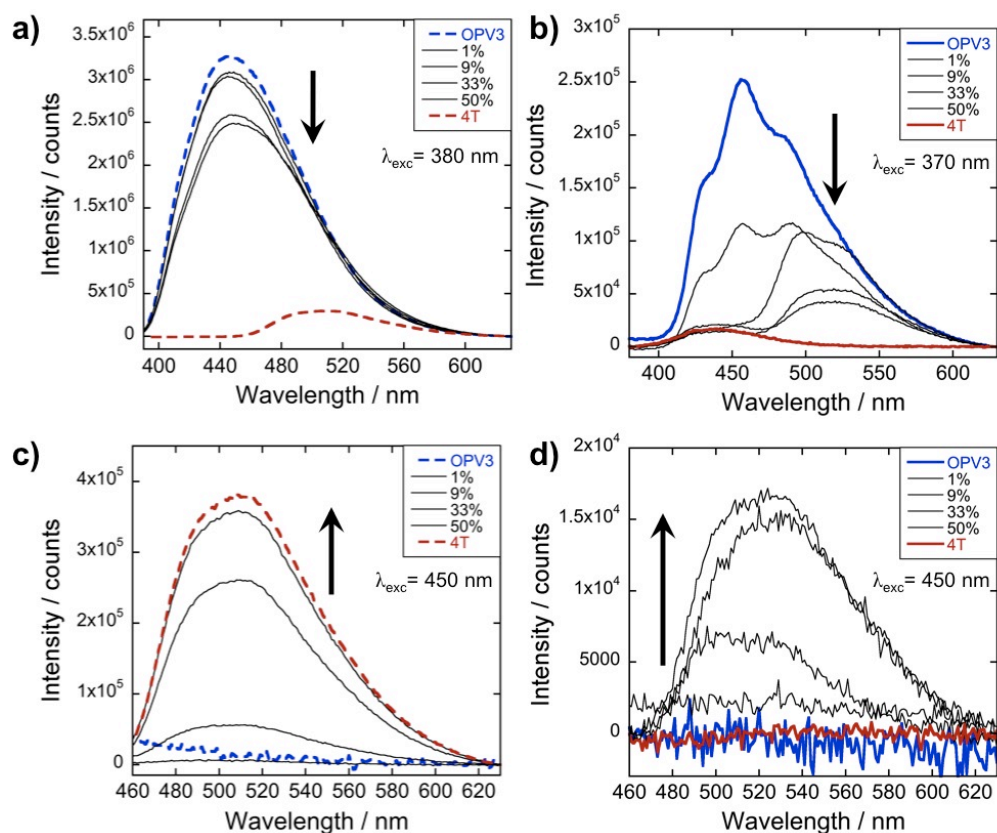 a)
3.5x10⁶
3x10⁶
2.5x10⁶
2x10⁶
1.5x10⁶
1x10⁶
5x10⁵
0
Intensity / counts
400 440 480 520 560 600
Wavelength / nm
OPV3
1%
9%
33%
50%
4T
λexc= 380 nm
b)
2.5x10⁵
2x10⁵
1.5x10⁵
1x10⁵
5x10⁴
0
Intensity / counts
400 450 500 550 600
Wavelength / nm
OPV3
1%
9%
33%
50%
4T
λexc= 370 nm
c)
4x10⁵
3x10⁵
2x10⁵
1x10⁵
0
Intensity / counts
460 480 500 520 540 560 580 600 620
Wavelength / nm
OPV3
1%
9%
33%
50%
4T
λexc= 450 nm
d)
2x10⁴
1.5x10⁴
1x10⁴
5000
0
Intensity / counts
460 480 500 520 540 560 580 600 620
Wavelength / nm
OPV3
1%
9%
33%
50%
4T
λexc= 450 nm